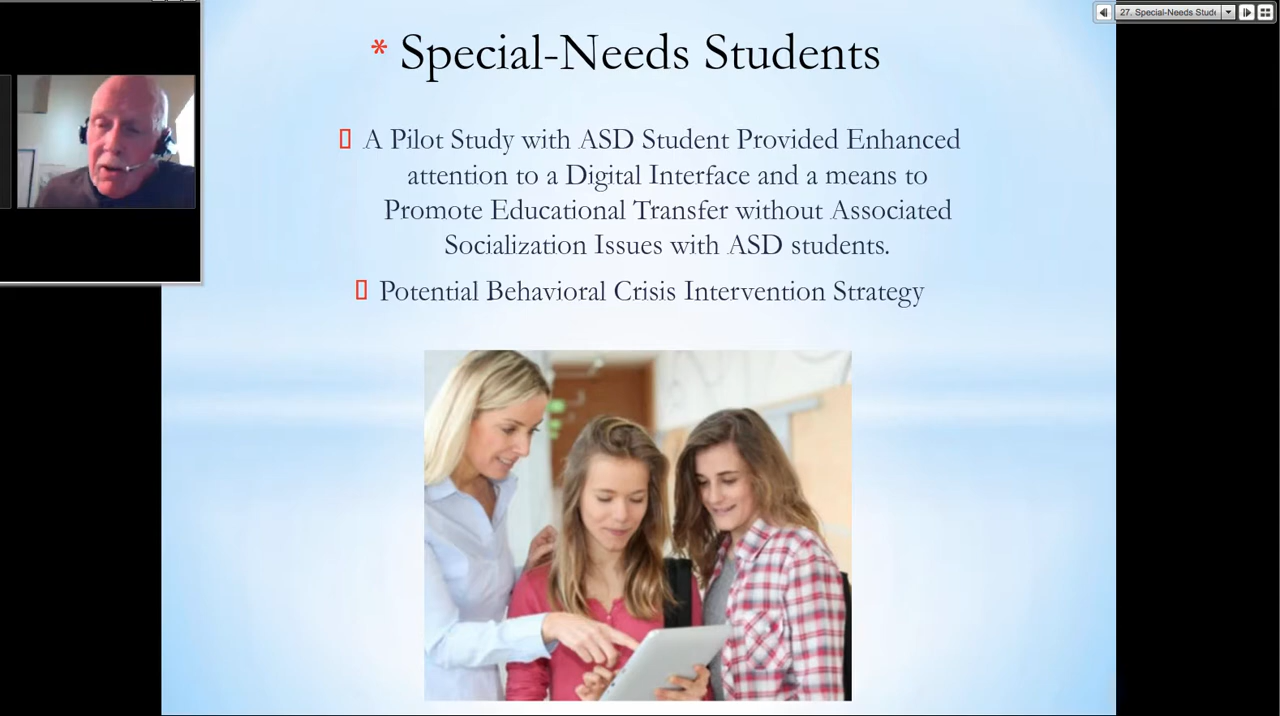 27. Special-Needs Stude
* Special-Needs Students
A Pilot Study with ASD Student Provided Enhanced
attention to a Digital Interface and a means to
Promote Educational Transfer without Associated
Socialization Issues with ASD students.
Potential Behavioral Crisis Intervention Strategy